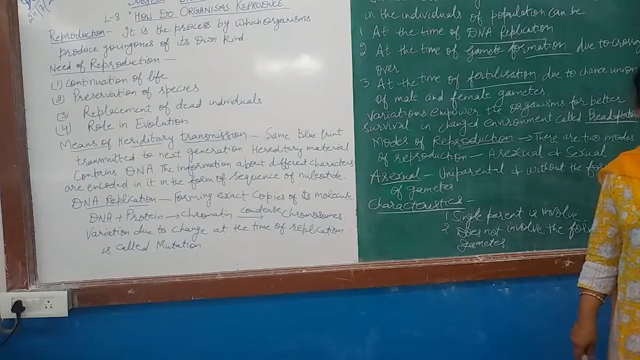 L-8 "HOW DO ORGANISMS REPRODUCE
Reproduction - It is the process by which organisms
produce youngones of its own kind
Need of Reproduction -
(1) Continuation of life
(2) Preservation of species
(3) Replacement of dead individuals
(4) Role in Evolution
Means of Heriditary transmission - Same blue print
transmitted to next generation Hereditary material
Contains DNA The information about different characters
are encoded in it in the form of sequence of nucleotide
DNA Replication - forming exact copies of its molecule
DNA + Protein → Chromatin condense chromosomes
Variation due to change at the time of replication
is called Mutation
in the individuals of population can be
1 At the time of DNA Replication
2 At the time of gamete formation due to crossing
over
3 At the time of fertilisation due to chance union
of male and female gametes
Variations empower the organisms for better
survival in changed environment called
Modes of Reproduction - There are two modes
of reproduction - Asexual + Sexual
Asexual - Uniparental + without the
of gameter
Characteristics -
1 Single parent is involve
2 Does not involve the
gametes